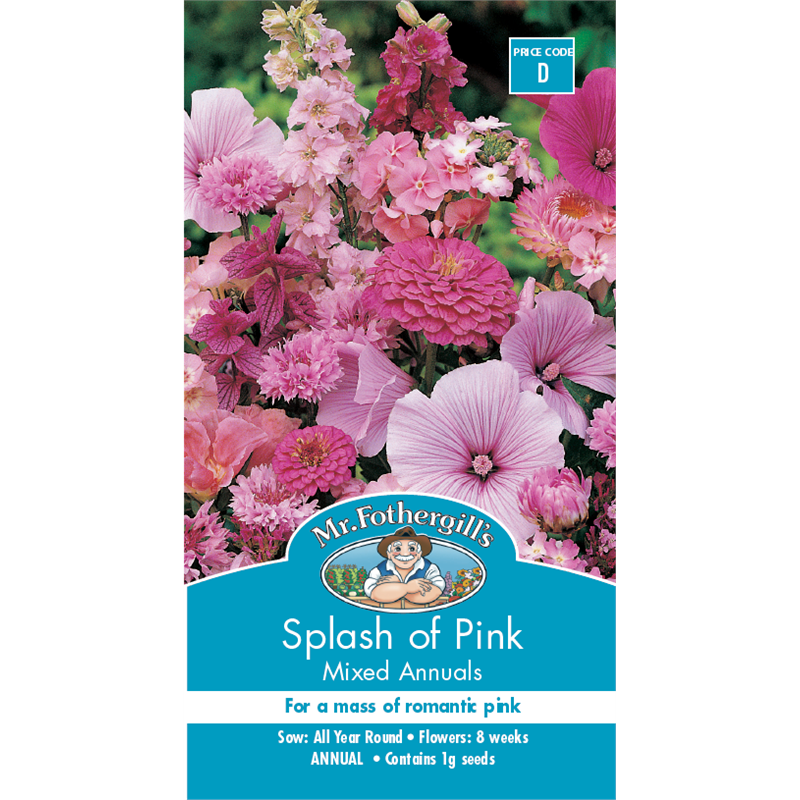 PRICE CODE
D
Mr.Fothergill's
Splash of Pink
Mixed Annuals
For a mass of romantic pink
Sow: All Year Round • Flowers: 8 weeks
ANNUAL • Contains 1g seeds